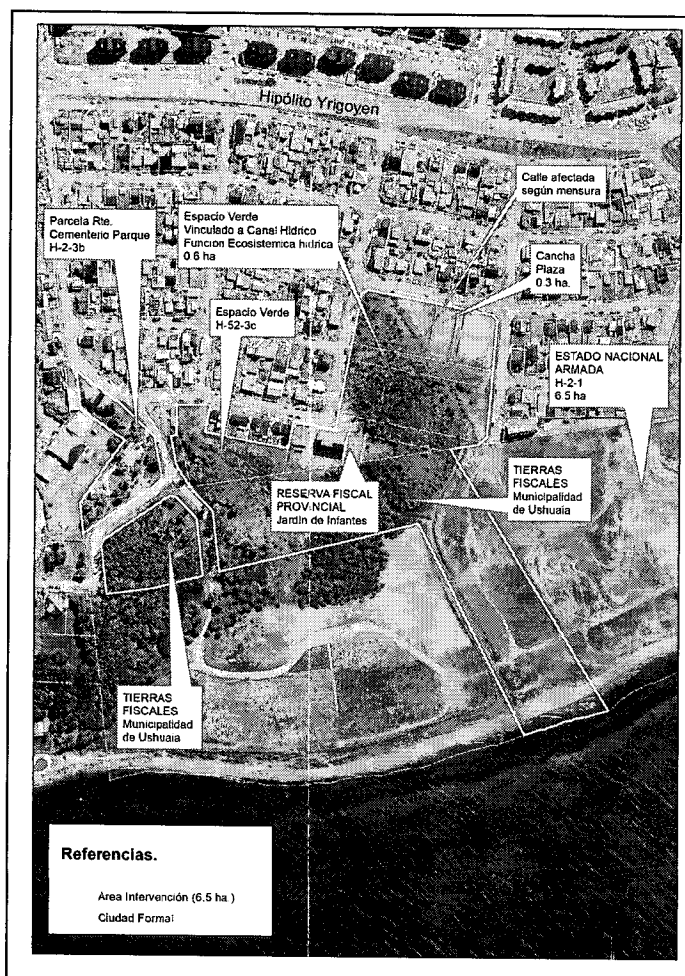 Hipólito Yrigoyen
Calle afectada
según mensura
Parcela Rte.
Cementerio Parque
H-2-3b
Espacio Verde
Vinculado a Canal Hídrico
Función Ecosistemica hídrica
0.6 ha
Cancha
Plaza
0.3 ha.
Espacio Verde
H-52-3c
ESTADO NACIONAL
ARMADA
H-2-1
6.5 ha
RESERVA FISCAL
PROVINCIAL
Jardín de Infantes
TIERRAS
FISCALES
Municipalidad
de Ushuaia
TIERRAS
FISCALES
Municipalidad
de Ushuaia
Referencias.
Area Intervención (6.5 ha.)
Ciudad Formal